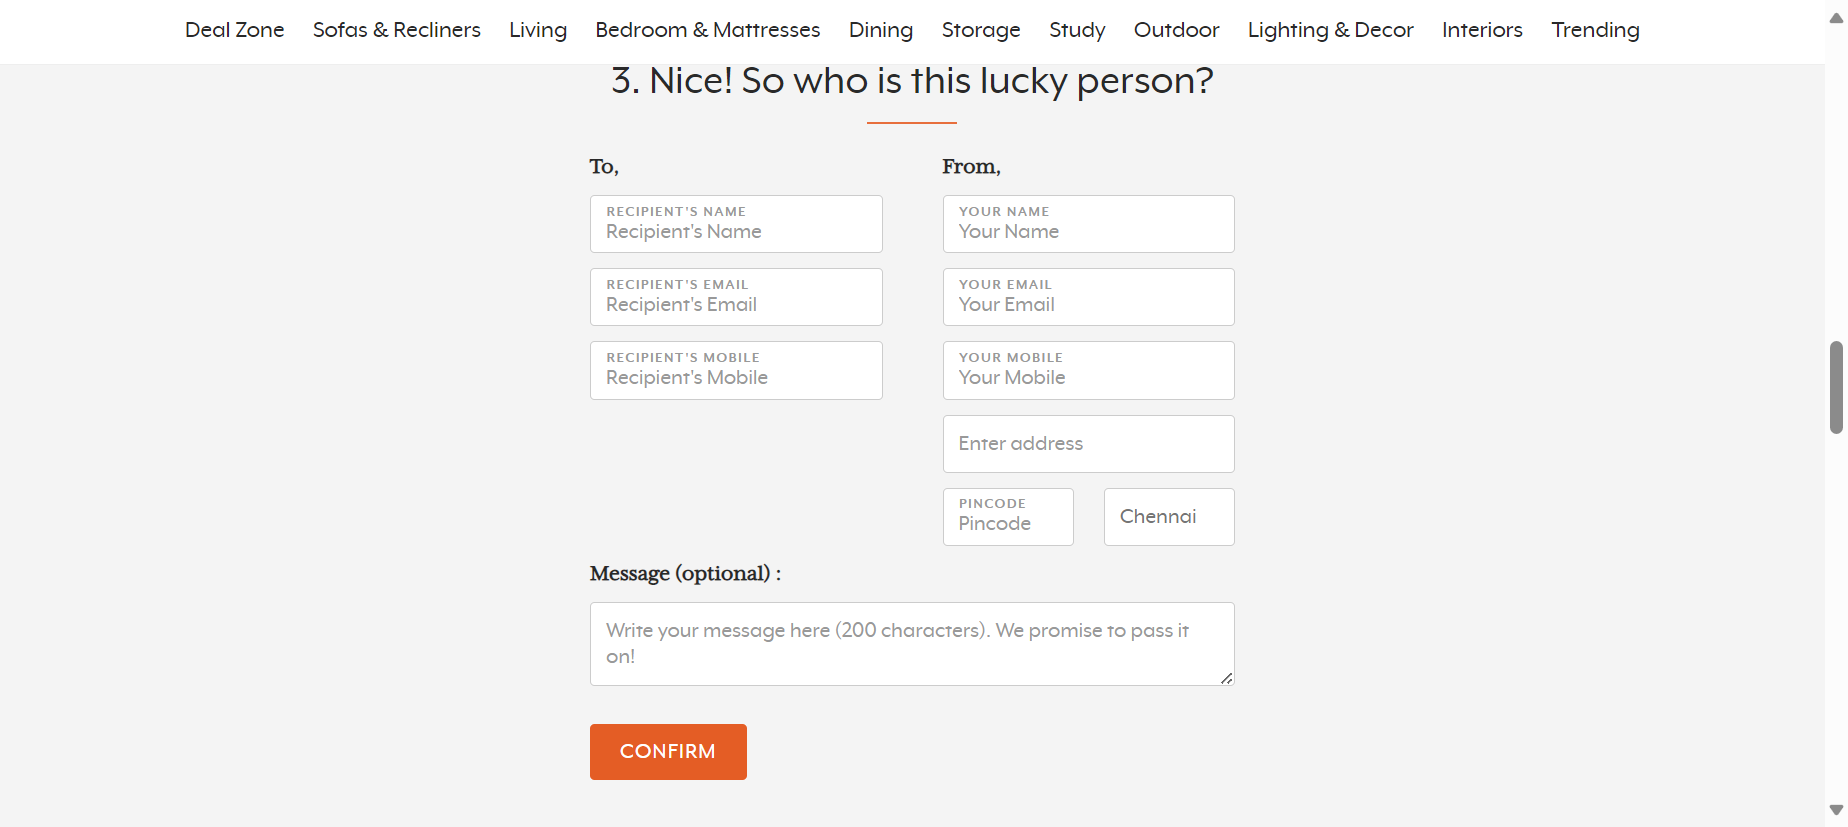 Deal Zone Sofas & Recliners Living Bedroom & Mattresses Dining Storage Study Outdoor Lighting & Decor Interiors Trending
3. Nice! So who is this lucky person?
To,
RECIPIENT'S NAME
Recipient's Name
RECIPIENT'S EMAIL
Recipient's Email
RECIPIENT'S MOBILE
Recipient's Mobile
From,
YOUR NAME
Your Name
YOUR EMAIL
Your Email
YOUR MOBILE
Your Mobile
Enter address
PINCODE
Pincode
Chennai
Message (optional) :
Write your message here (200 characters). We promise to pass it
on!
CONFIRM